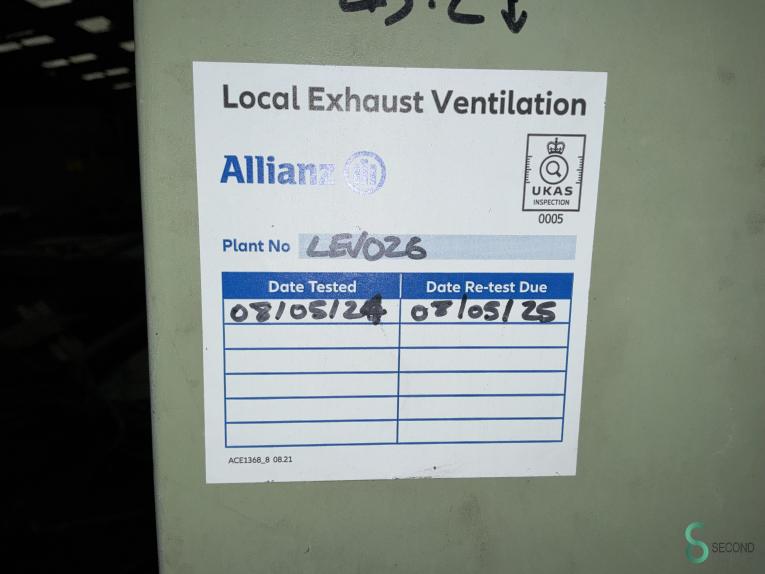 Local Exhaust Ventilation
Allianz
UKAS
INSPECTION
0005
Plant No LEV026
Date Tested Date Re-test Due
08/05/24 08/05/25
ACE1368_8 08.21
SECOND